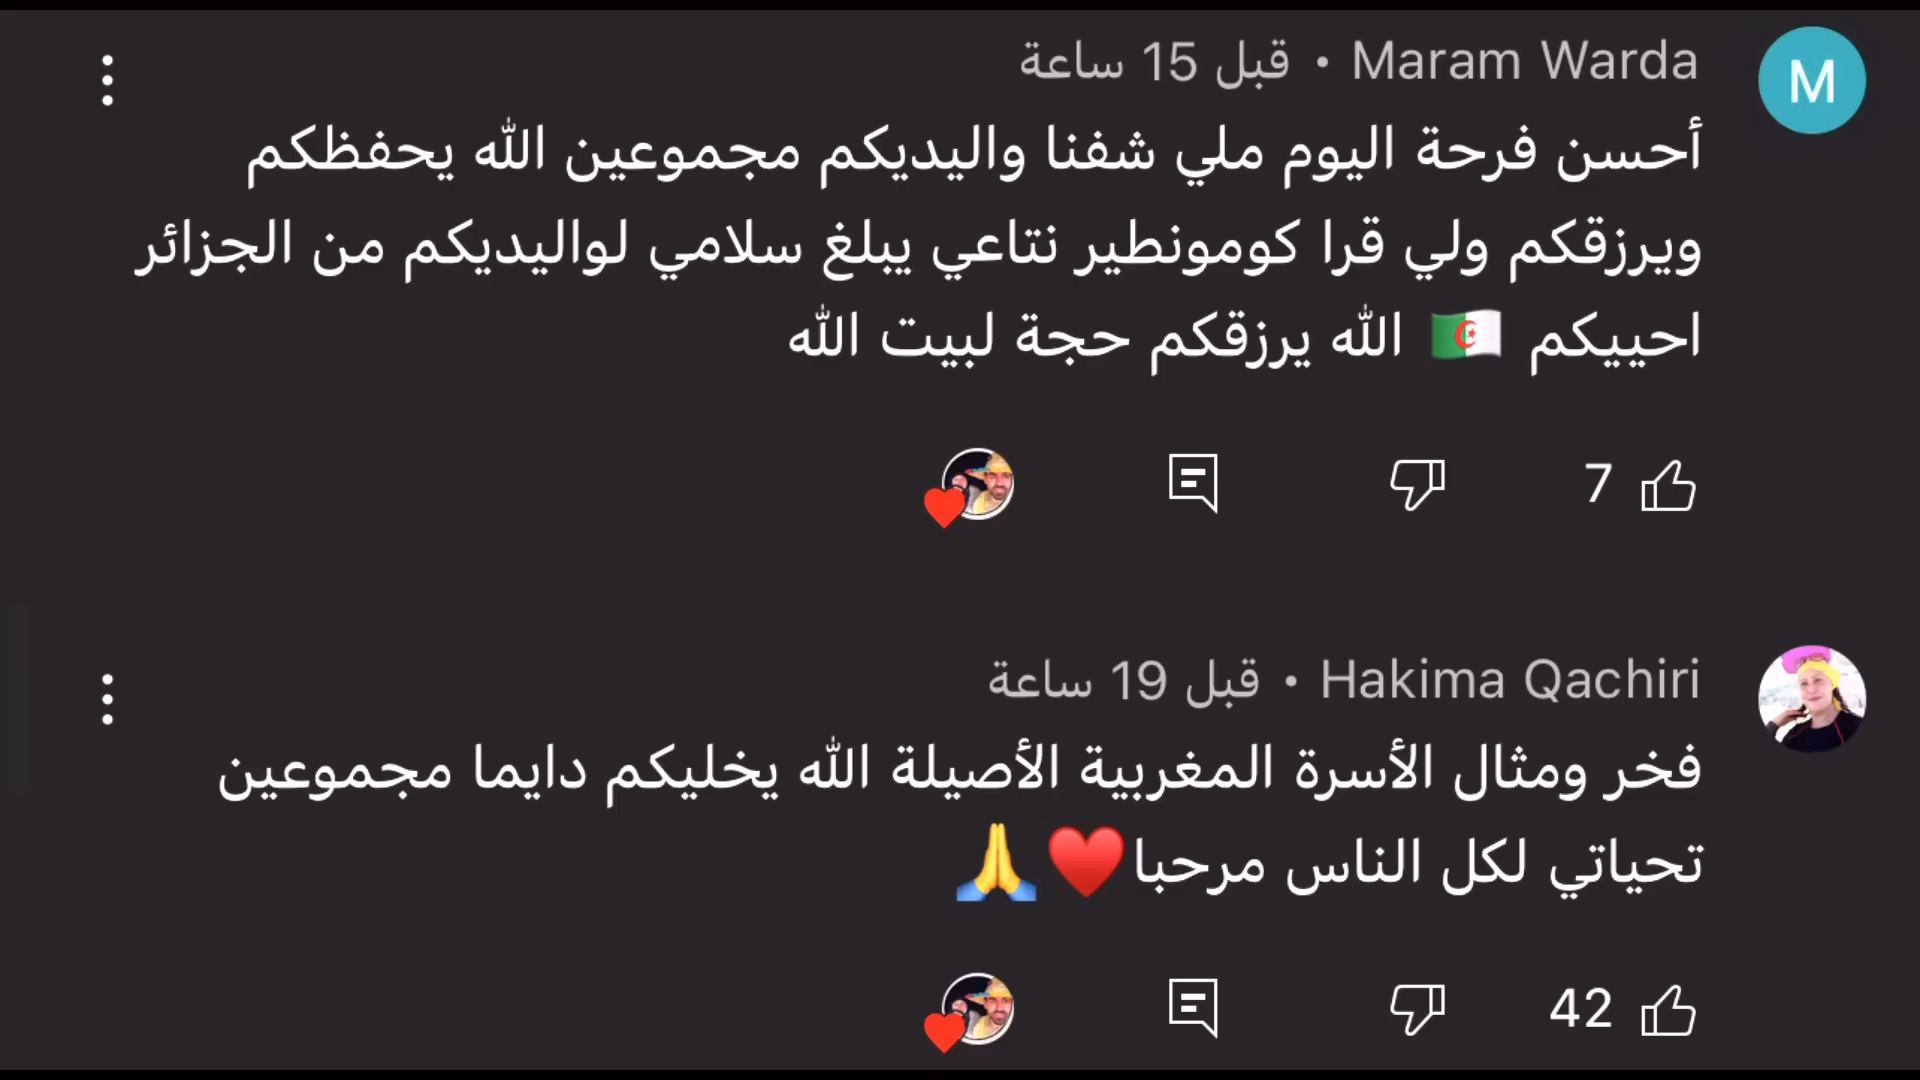 M
Maram Warda • قبل 15 ساعة
أحسن فرحة اليوم ملي شفنا واليديكم مجموعين الله يحفظكم
ويرزقكم ولي قرا كومونطير نتاعي يبلغ سلامي لواليديكم من الجزائر
احييكم 🇩🇿 الله يرزقكم حجة لبيت الله
7
Hakima Qachiri • قبل 19 ساعة
فخر ومثال الأسرة المغربية الأصيلة الله يخليكم دايما مجموعين
تحياتي لكل الناس مرحبا❤️🙏
42